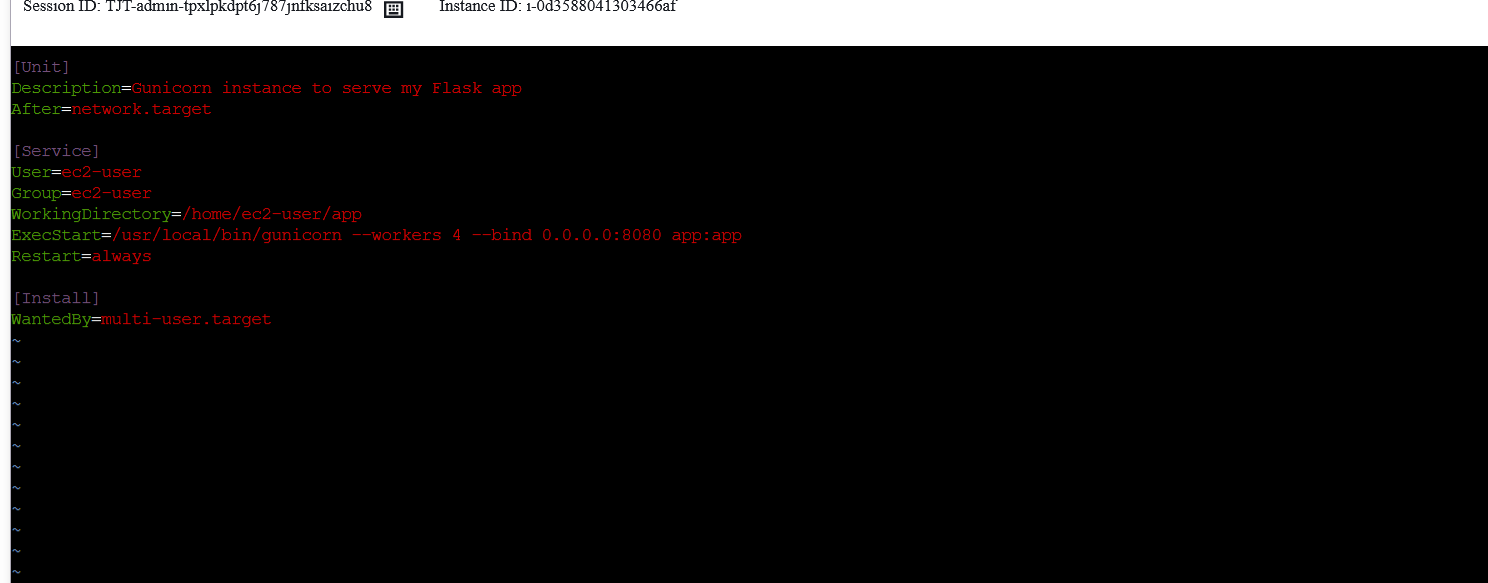 Session ID: TJT-admin-tpxlpkdpt6j787jnfksaizchu8 Instance ID: i-0d3588041303466af
[Unit]
Description=Gunicorn instance to serve my Flask app
After=network.target
[Service]
User=ec2-user
Group=ec2-user
WorkingDirectory=/home/ec2-user/app
ExecStart=/usr/local/bin/gunicorn --workers 4 --bind 0.0.0.0:8080 app:app
Restart=always
[Install]
WantedBy=multi-user.target
~
~
~
~
~
~
~
~
~
~
~
~